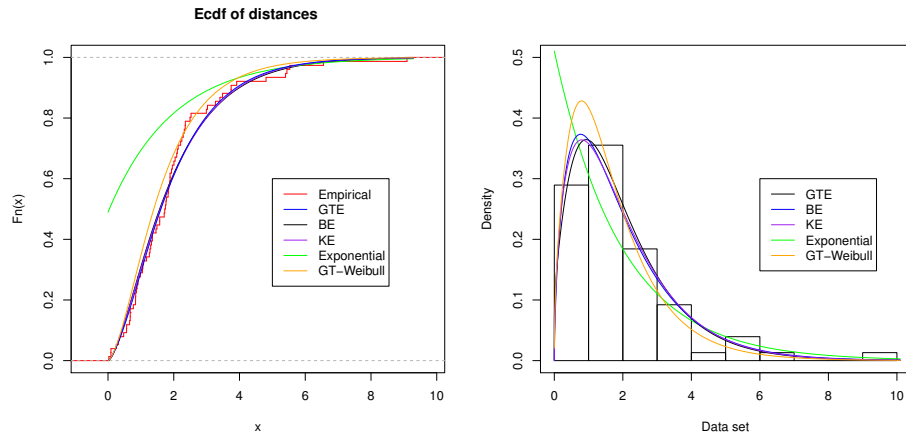 Ecdf of distances
Fn(x)
1.0
0.8
0.6
0.4
0.2
0.0
Empirical
GTE
BE
KE
Exponential
GT−Weibull
0 2 4 6 8 10
x
Density
0.5
0.4
0.3
0.2
0.1
0.0
GTE
BE
KE
Exponential
GT−Weibull
0 2 4 6 8 10
Data set